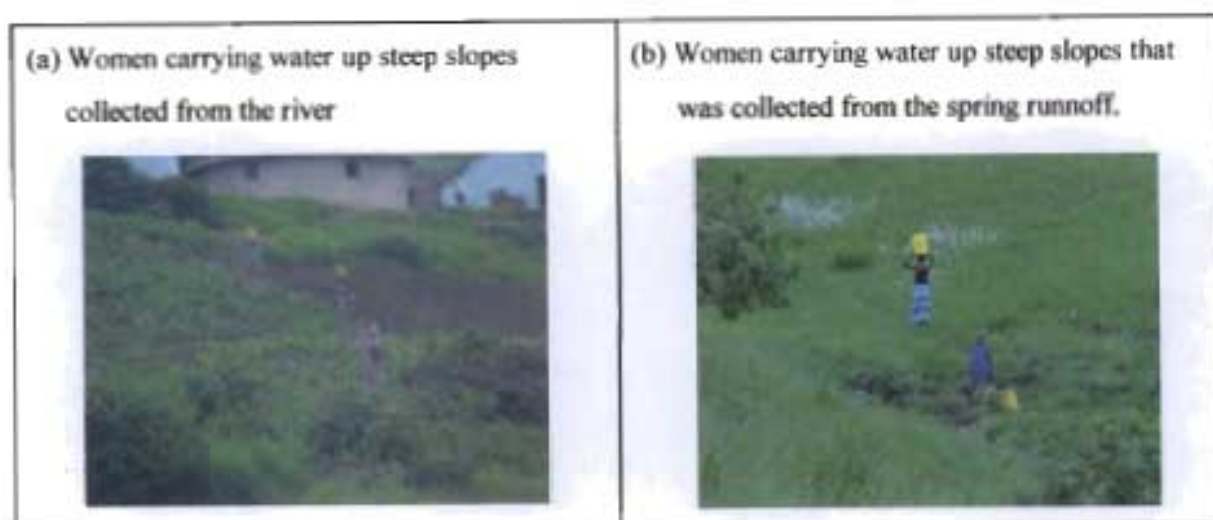 (a) Women carrying water up steep slopes
collected from the river
(b) Women carrying water up steep slopes that
was collected from the spring runnoff.